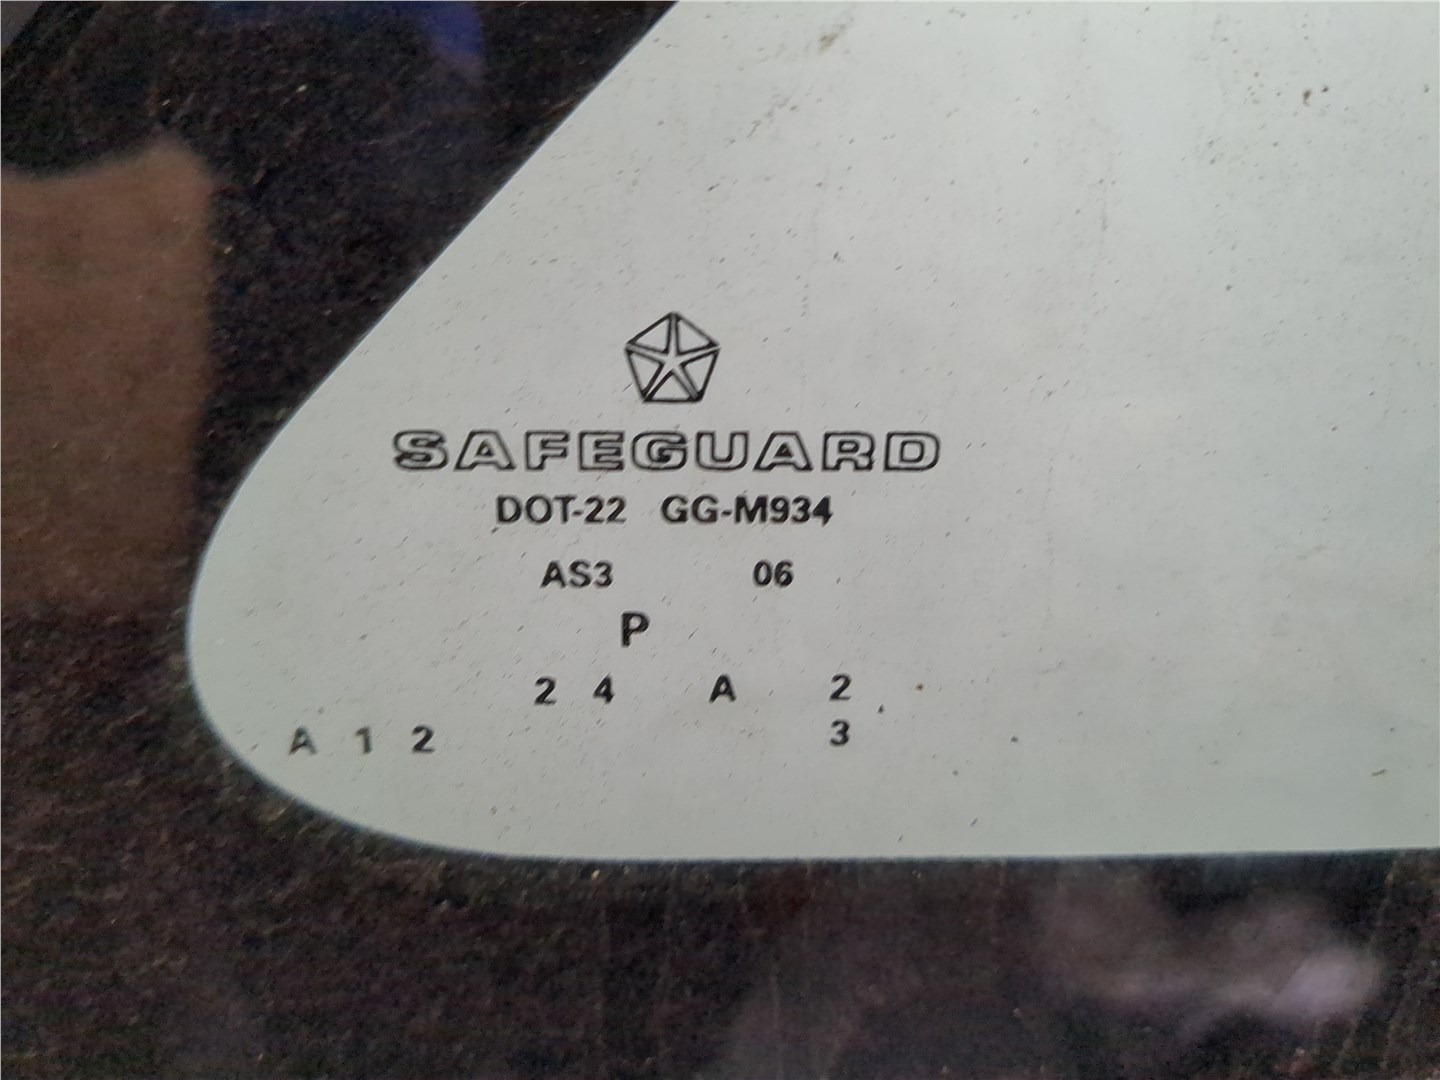 SAFEGUARD
DOT-22 GG-M934
AS3 06
P
2 4 A 2
A 1 2 3